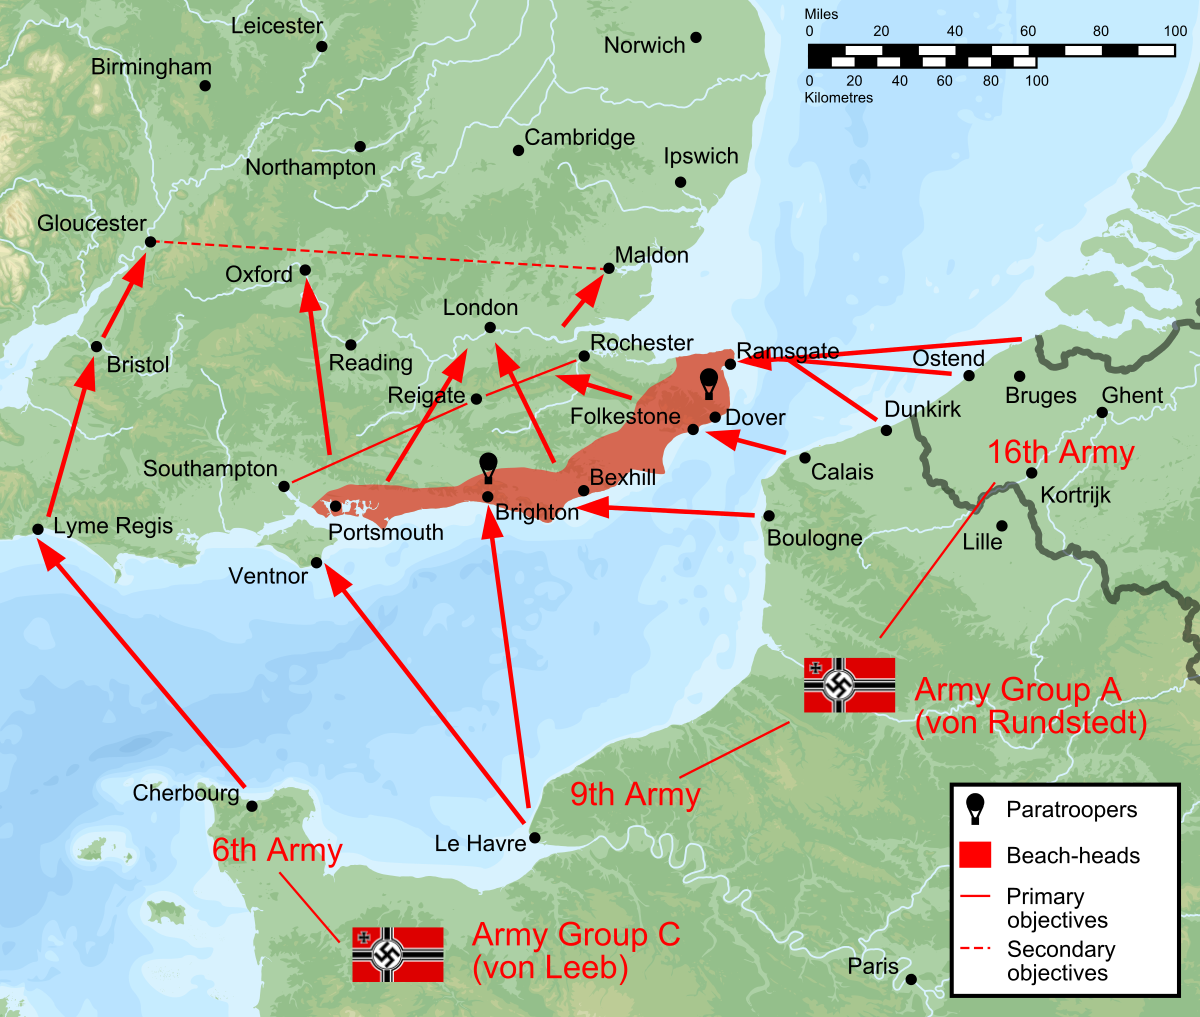 Leicester
Norwich
Miles
0 20 40 60 80 100
0 20 40 60 80 100
Kilometres
Birmingham
Cambridge
Ipswich
Northampton
Gloucester
Maldon
Oxford
London
Rochester
Ramsgate
Ostend
Bristol
Reading
Reigate
Bruges
Ghent
Folkestone
Dover
Dunkirk
16th Army
Southampton
Bexhill
Calais
Kortrijk
Lyme Regis
Brighton
Portsmouth
Boulogne
Lille
Ventnor
Army Group A
(von Rundstedt)
Cherbourg
9th Army
6th Army
Le Havre
Paratroopers
Beach-heads
Primary
objectives
Secondary
objectives
Army Group C
(von Leeb)
Paris